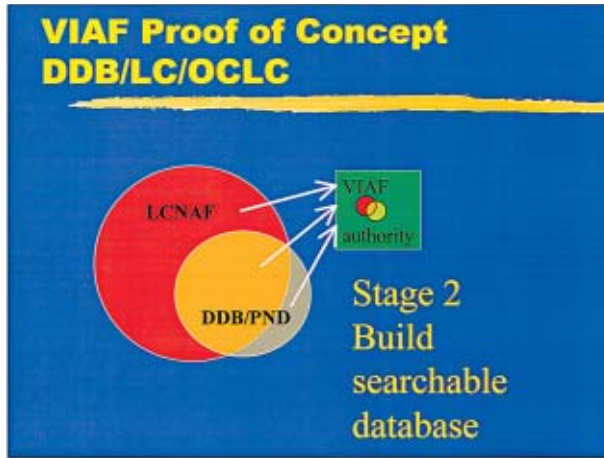 VIAF Proof of Concept
DDB/LC/OCLC
LCNAF
VIAF
authority
DDB/PND
Stage 2
Build
searchable
database